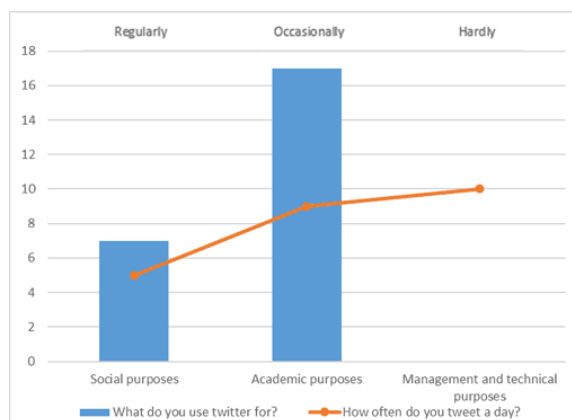 Regularly Occasionally Hardly
18
16
14
12
10
8
6
4
2
0
Social purposes Academic purposes Management and technical
purposes
What do you use twitter for? How often do you tweet a day?